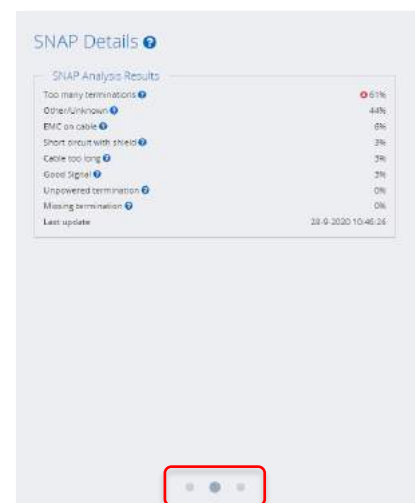 SNAP Details
SNAP Analysis Results
Too many terminations 61%
Other/Unknown 44%
EMC on cable 6%
Short circuit with shield 3%
Cable too long 3%
Good Signal 3%
Unpowered termination 0%
Missing termination 0%
Last update 28-9-2020 10:46:26